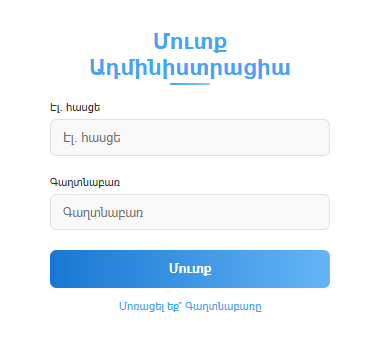 Մուտք
Ադմինիստրացիա
Էլ. հասցե
Էլ. հասցե
Գաղտնաբառ
Գաղտնաբառ
Մուտք
Մոռացել եք՞ Գաղտնաբառը